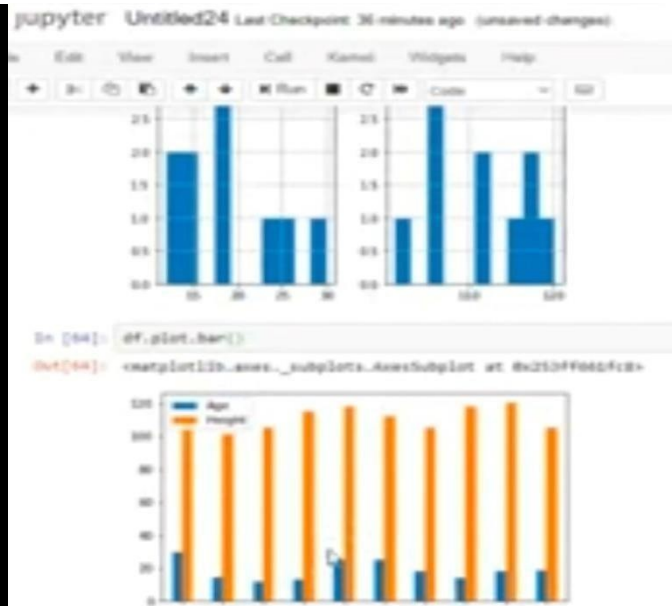 jupyter Untitled24 Last Checkpoint: 36 minutes ago (unsaved changes)
Edit View Insert Cell Kernel Widgets Help
Run Code
2.5 2.5
2.0 2.0
1.5 1.5
1.0 1.0
0.5 0.5
0.0 0.0
15 20 25 30 110 120
In [64]: df.plot.bar()
Out[64]: <matplotlib.axes._subplots.AxesSubplot at
120
Age
Height
100
80
60
40
20
0